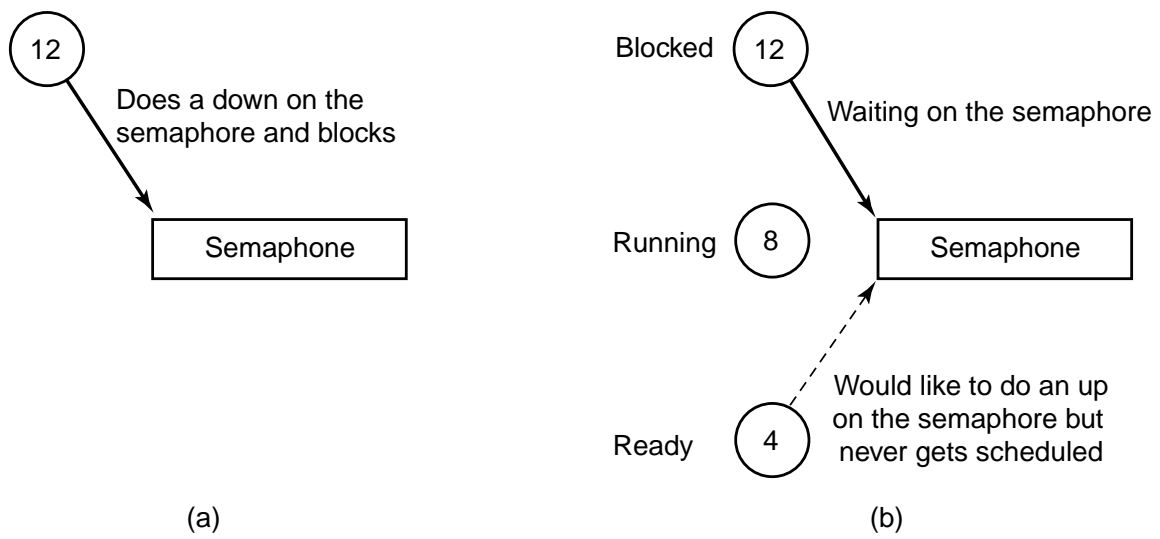 12
Does a down on the
semaphore and blocks
Semaphone
(a)
Blocked
12
Waiting on the semaphore
Running
8
Semaphone
Would like to do an up
on the semaphore but
never gets scheduled
Ready
4
(b)